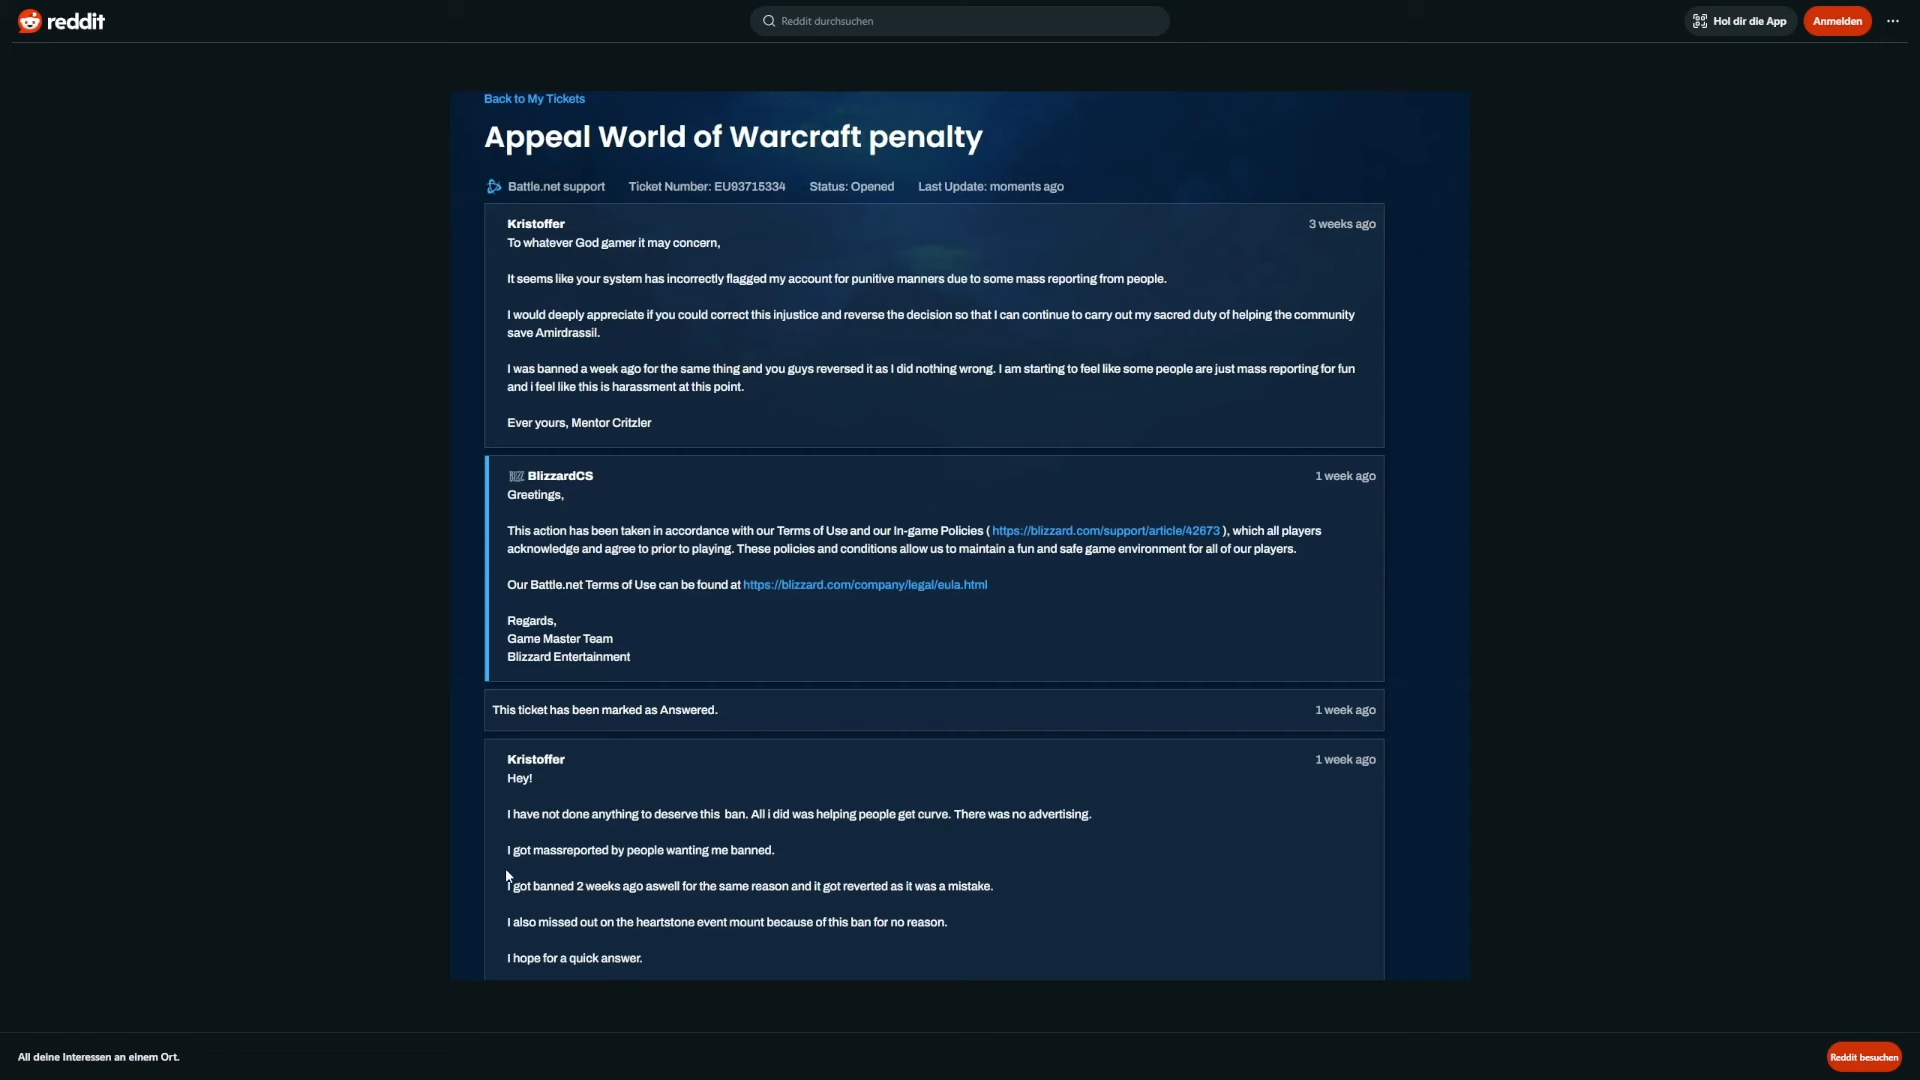 reddit
Reddit durchsuchen
Hol dir die App
Anmelden
Back to My Tickets
Appeal World of Warcraft penalty
Battle.net support Ticket Number: EU93715334 Status: Opened Last Update: moments ago
Kristoffer 3 weeks ago
To whatever God gamer it may concern,
It seems like your system has incorrectly flagged my account for punitive manners due to some mass reporting from people.
I would deeply appreciate if you could correct this injustice and reverse the decision so that I can continue to carry out my sacred duty of helping the community
save Amirdrassil.
I was banned a week ago for the same thing and you guys reversed it as I did nothing wrong. I am starting to feel like some people are just mass reporting for fun
and i feel like this is harassment at this point.
Ever yours, Mentor Critzler
BlizzardCS 1 week ago
Greetings,
This action has been taken in accordance with our Terms of Use and our In-game Policies ( https://blizzard.com/support/article/42673 ), which all players
acknowledge and agree to prior to playing. These policies and conditions allow us to maintain a fun and safe game environment for all of our players.
Our Battle.net Terms of Use can be found at https://blizzard.com/company/legal/eula.html
Regards,
Game Master Team
Blizzard Entertainment
This ticket has been marked as Answered. 1 week ago
Kristoffer 1 week ago
Hey!
I have not done anything to deserve this ban. All i did was helping people get curve. There was no advertising.
I got massreported by people wanting me banned.
I got banned 2 weeks ago aswell for the same reason and it got reverted as it was a mistake.
I also missed out on the heartstone event mount because of this ban for no reason.
I hope for a quick answer.
All deine Interessen an einem Ort.
Reddit besuchen